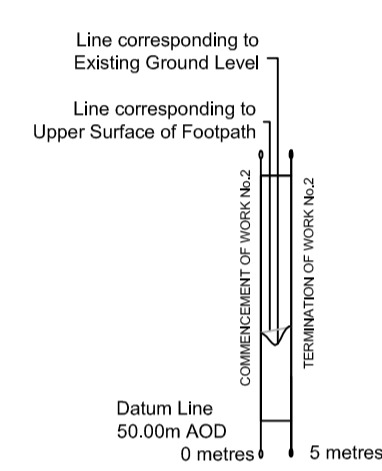 Line corresponding to
Existing Ground Level
Line corresponding to
Upper Surface of Footpath
COMMENCEMENT OF WORK No.2
TERMINATION OF WORK No.2
Datum Line
50.00m AOD
0 metres
5 metres